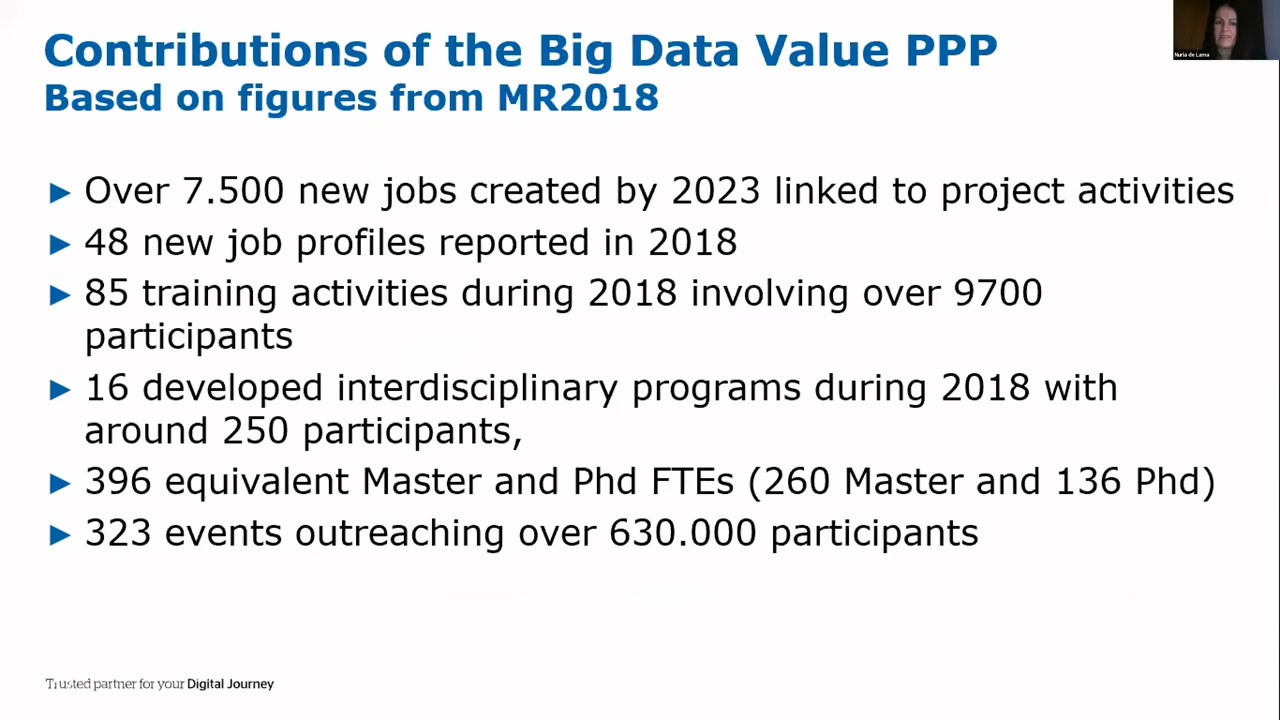 Contributions of the Big Data Value PPP
Based on figures from MR2018
Nuria de Lama
► Over 7.500 new jobs created by 2023 linked to project activities
► 48 new job profiles reported in 2018
► 85 training activities during 2018 involving over 9700
participants
► 16 developed interdisciplinary programs during 2018 with
around 250 participants,
► 396 equivalent Master and Phd FTEs (260 Master and 136 Phd)
► 323 events outreaching over 630.000 participants
Trusted partner for your Digital Journey